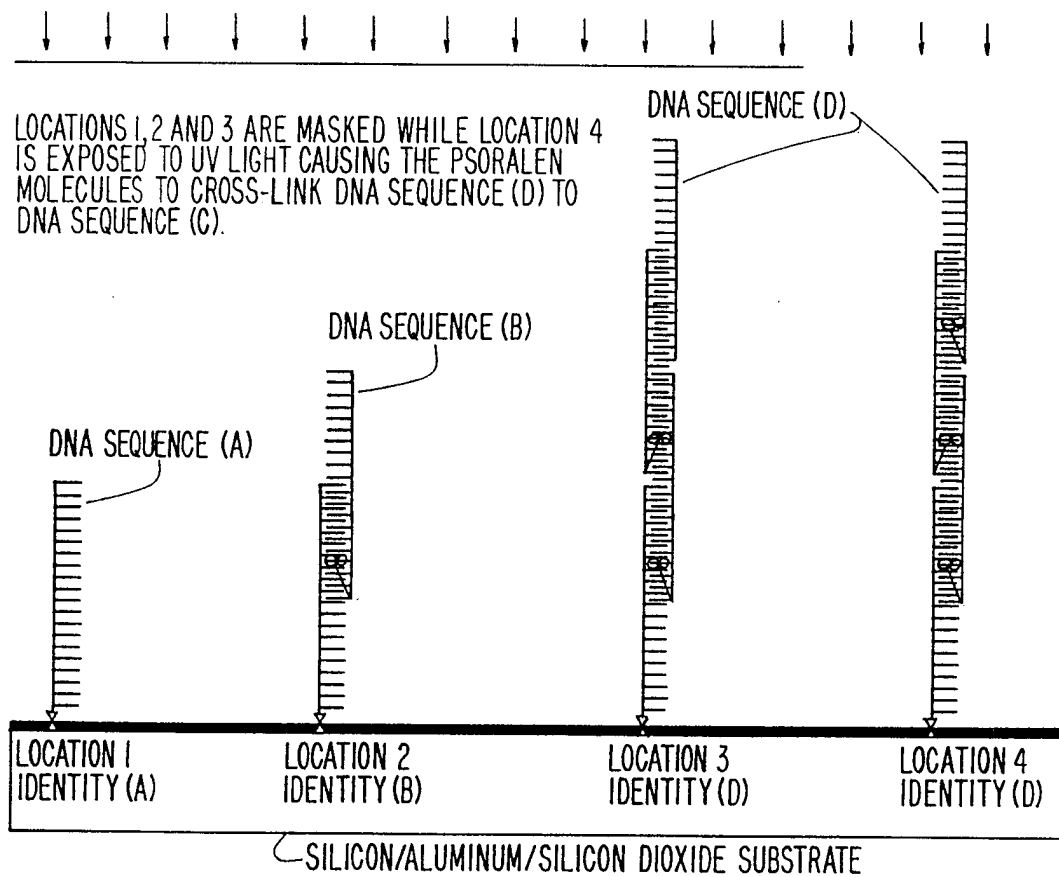 DNA SEQUENCE (D)
LOCATIONS 1, 2 AND 3 ARE MASKED WHILE LOCATION 4
IS EXPOSED TO UV LIGHT CAUSING THE PSORALEN
MOLECULES TO CROSS-LINK DNA SEQUENCE (D) TO
DNA SEQUENCE (C).
DNA SEQUENCE (B)
DNA SEQUENCE (A)
LOCATION 1
IDENTITY (A)
LOCATION 2
IDENTITY (B)
LOCATION 3
IDENTITY (D)
LOCATION 4
IDENTITY (D)
SILICON/ALUMINUM/SILICON DIOXIDE SUBSTRATE